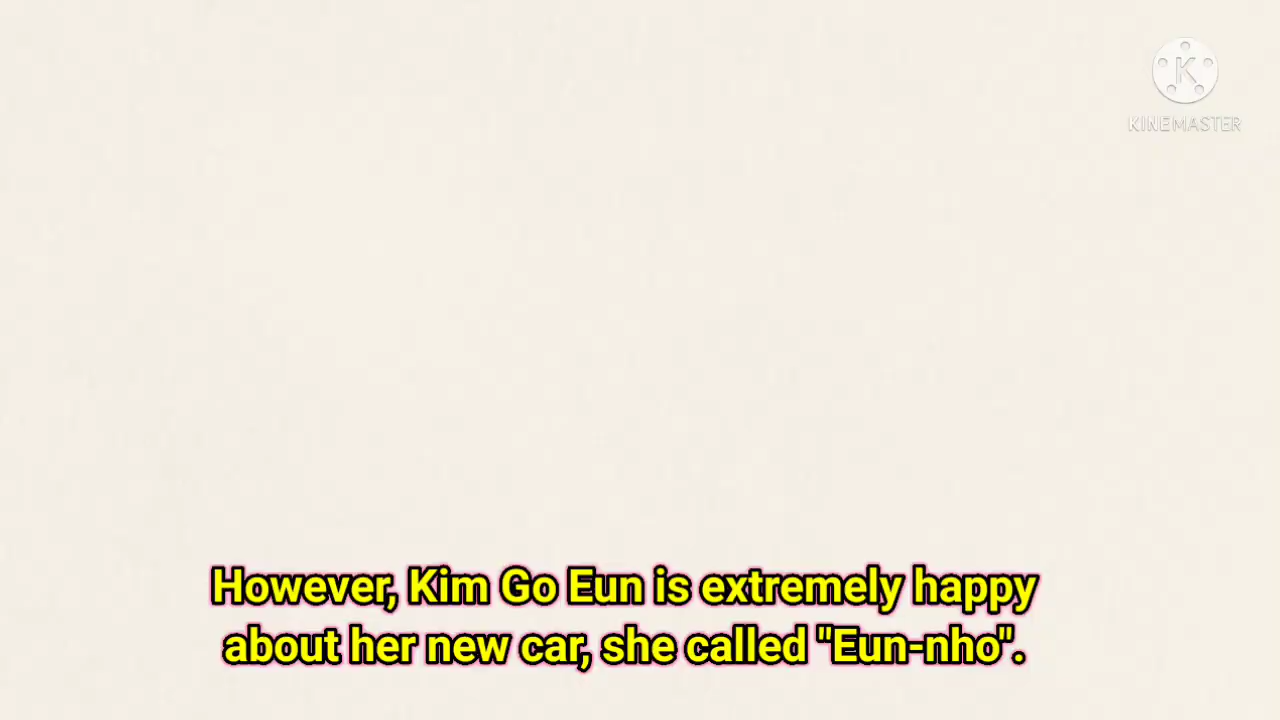 K
KINEMASTER
However, Kim Go Eun is extremely happy
about her new car, she called "Eun-nho".